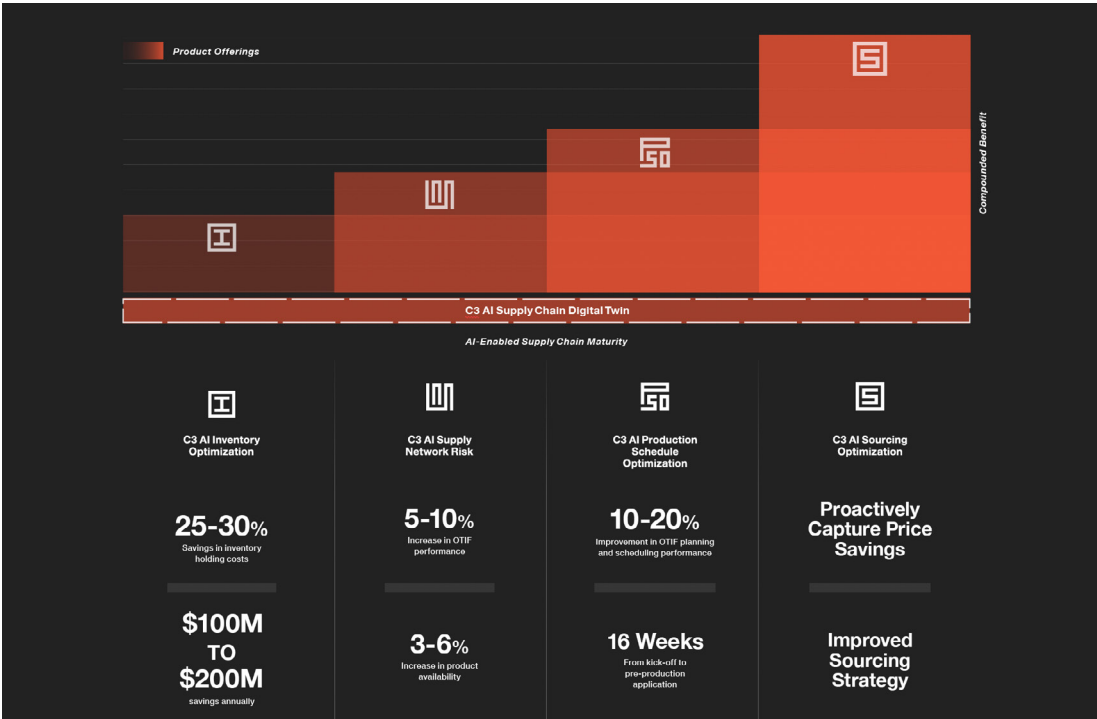 Product Offerings
Compounded Benefit
C3 AI Supply Chain Digital Twin
AI-Enabled Supply Chain Maturity
C3 AI Inventory
Optimization
25-30%
Savings in inventory
holding costs
$100M
TO
$200M
savings annually
C3 AI Supply
Network Risk
5-10%
Increase in OTIF
performance
3-6%
Increase in product
availability
C3 AI Production
Schedule
Optimization
10-20%
Improvement in OTIF planning
and scheduling performance
16 Weeks
From kick-off to
pre-production
application
C3 AI Sourcing
Optimization
Proactively
Capture Price
Savings
Improved
Sourcing
Strategy